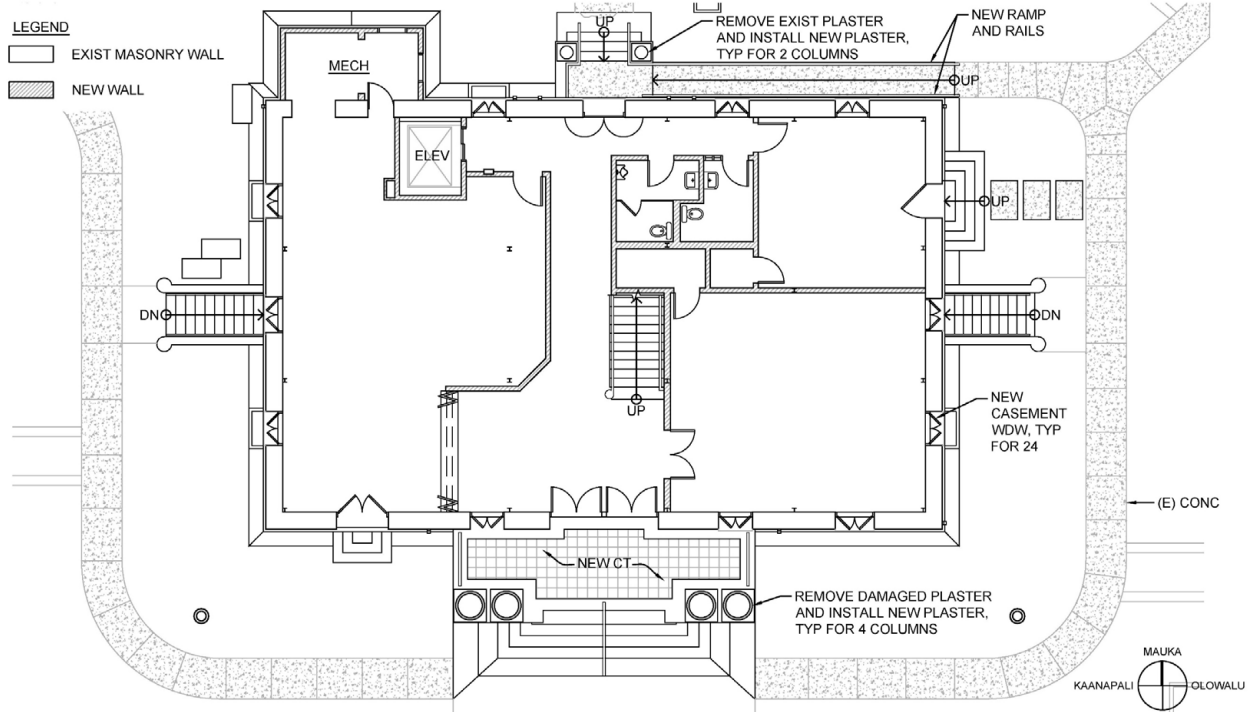 LEGEND
EXIST MASONRY WALL
NEW WALL
MECH
ELEV
UP
REMOVE EXIST PLASTER
AND INSTALL NEW PLASTER,
TYP FOR 2 COLUMNS
NEW RAMP
AND RAILS
UP
UP
DN
DN
UP
NEW
CASEMENT
WDW, TYP
FOR 24
(E) CONC
NEW CT
REMOVE DAMAGED PLASTER
AND INSTALL NEW PLASTER,
TYP FOR 4 COLUMNS
MAUKA
KAANAPALI
OLOWALU